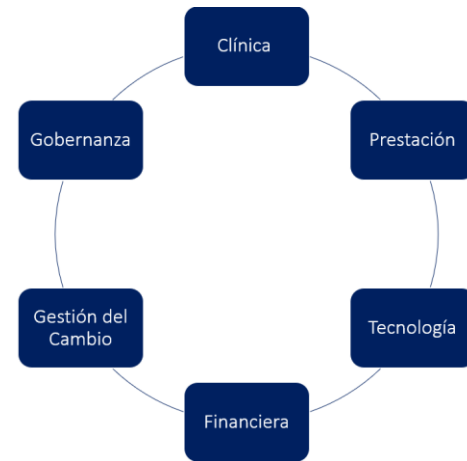 Clínica
Prestación
Tecnología
Financiera
Gestión del
Cambio
Gobernanza